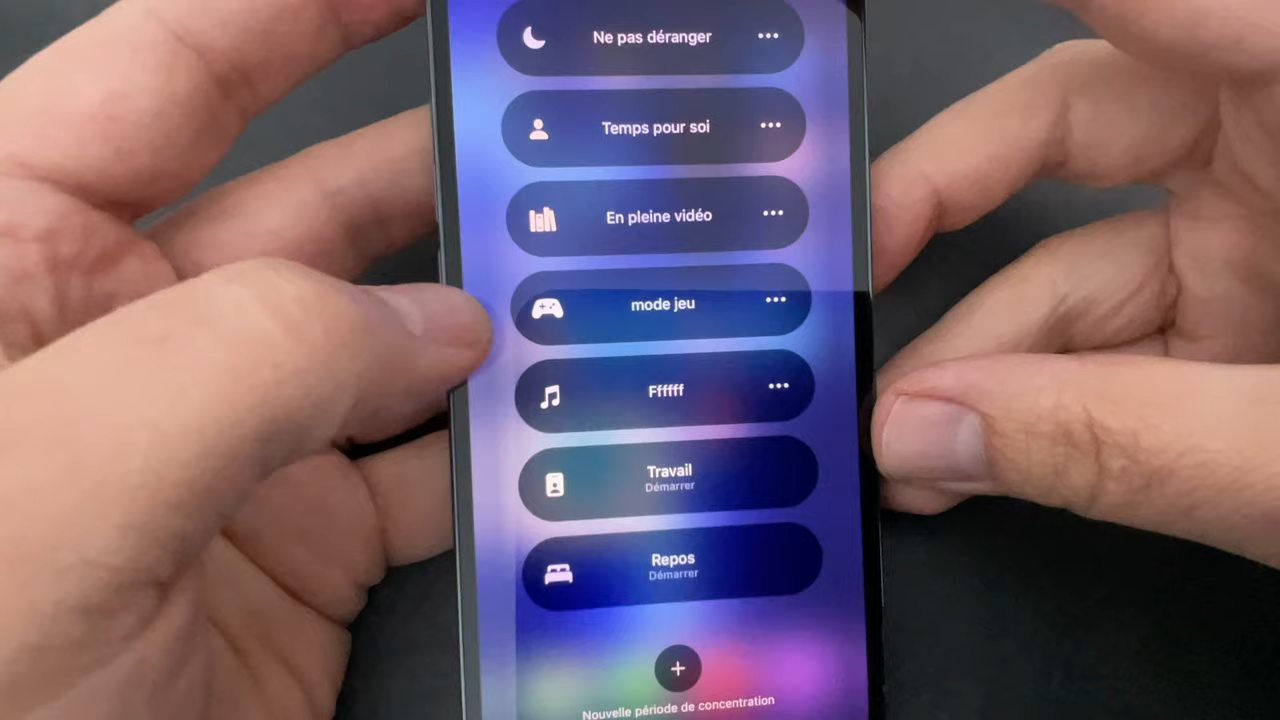 Ne pas déranger
Temps pour soi
En pleine vidéo
mode jeu
Ffffff
Travail
Démarrer
Repos
Démarrer
Nouvelle période de concentration